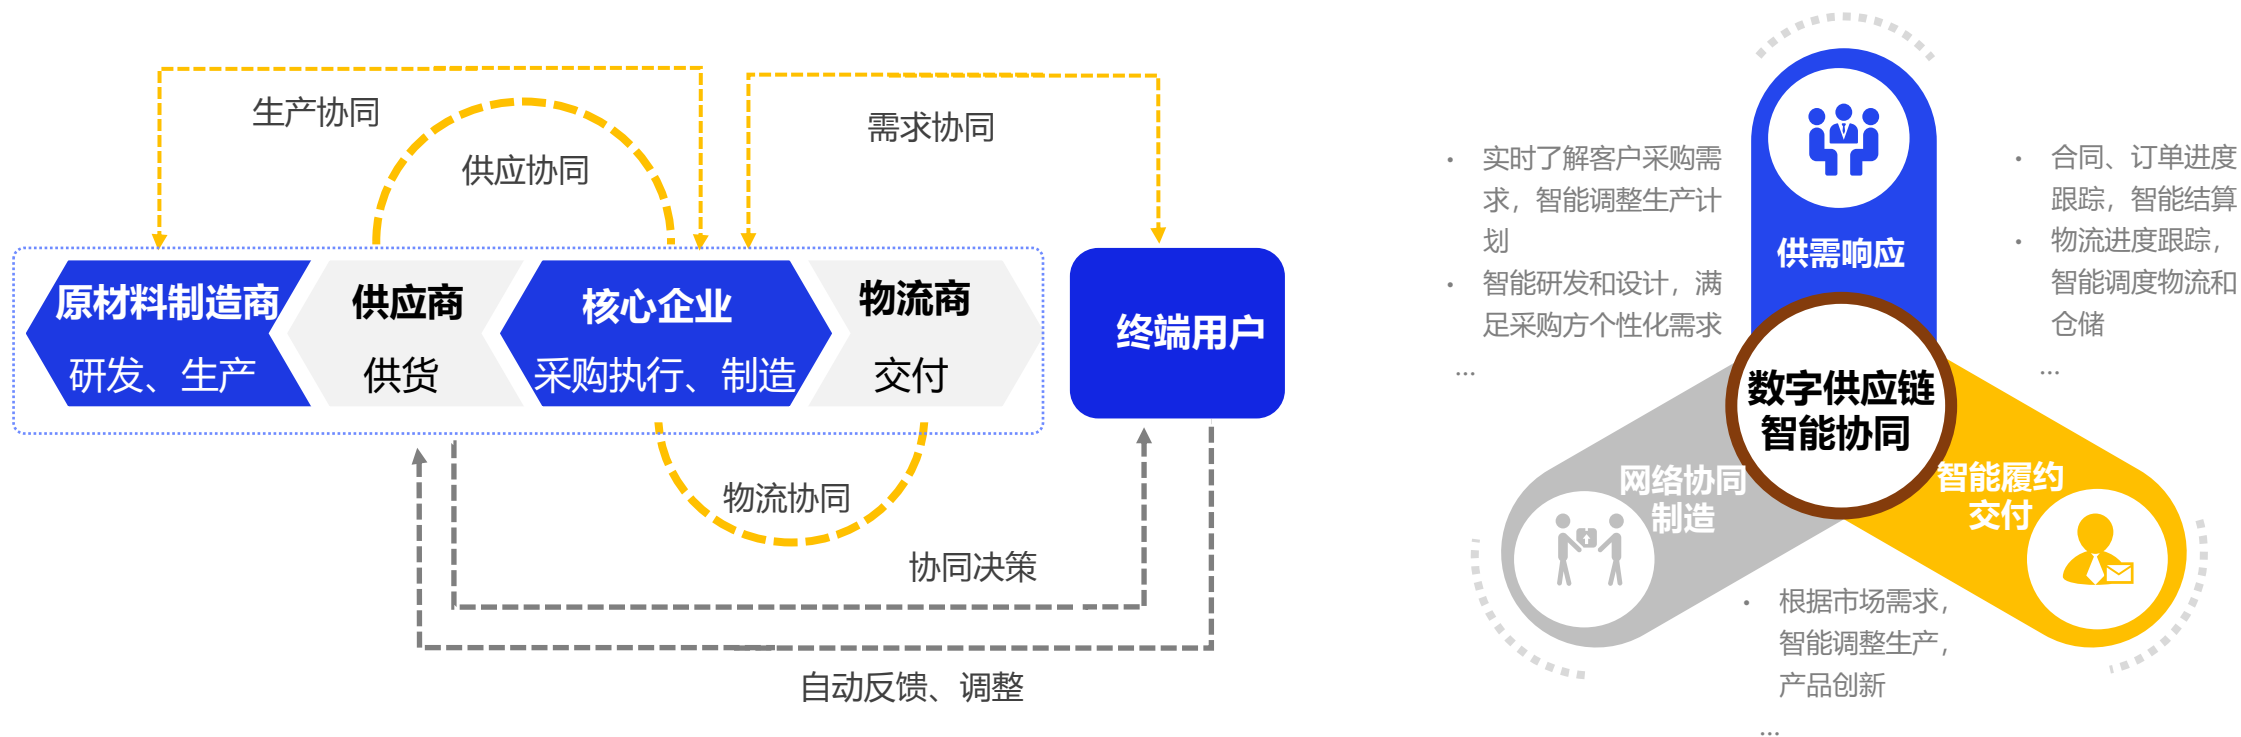 生产协同
供应协同
需求协同
原材料制造商
研发、生产
供应商
供货
核心企业
采购执行、制造
物流商
交付
终端用户
物流协同
协同决策
自动反馈、调整
• 实时了解客户采购需
求，智能调整生产计
划
• 智能研发和设计，满
足采购方个性化需求
...
供需响应
• 合同、订单进度
跟踪，智能结算
• 物流进度跟踪，
智能调度物流和
仓储
...
数字供应链
智能协同
网络协同
制造
智能履约
交付
• 根据市场需求，
智能调整生产，
产品创新
...